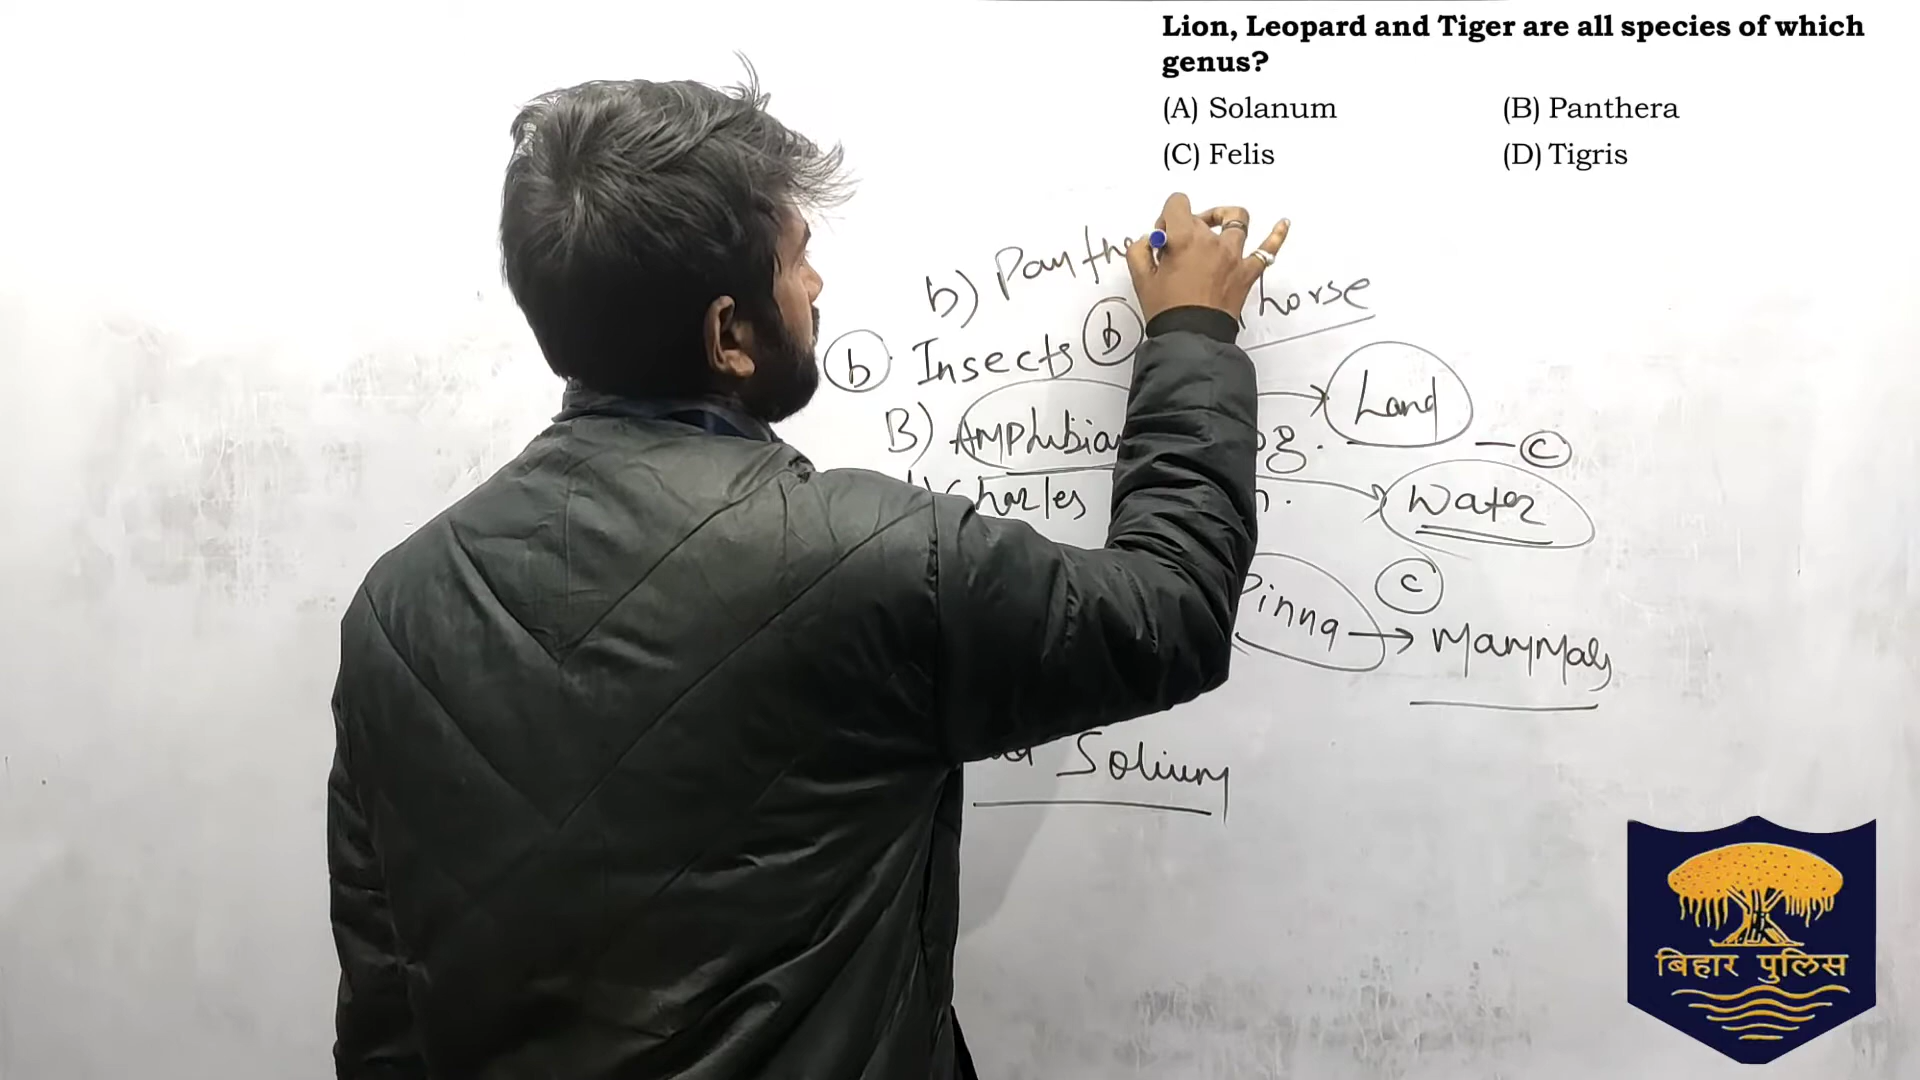 Lion, Leopard and Tiger are all species of which
genus?
(A) Solanum (B) Panthera
(C) Felis (D) Tigris
b) Panthe
horse
b Insects b
Land
B) AMPhibian
g. - C
Charles
Water
C
Pinna → Mammals
Solium
बिहार पुलिस